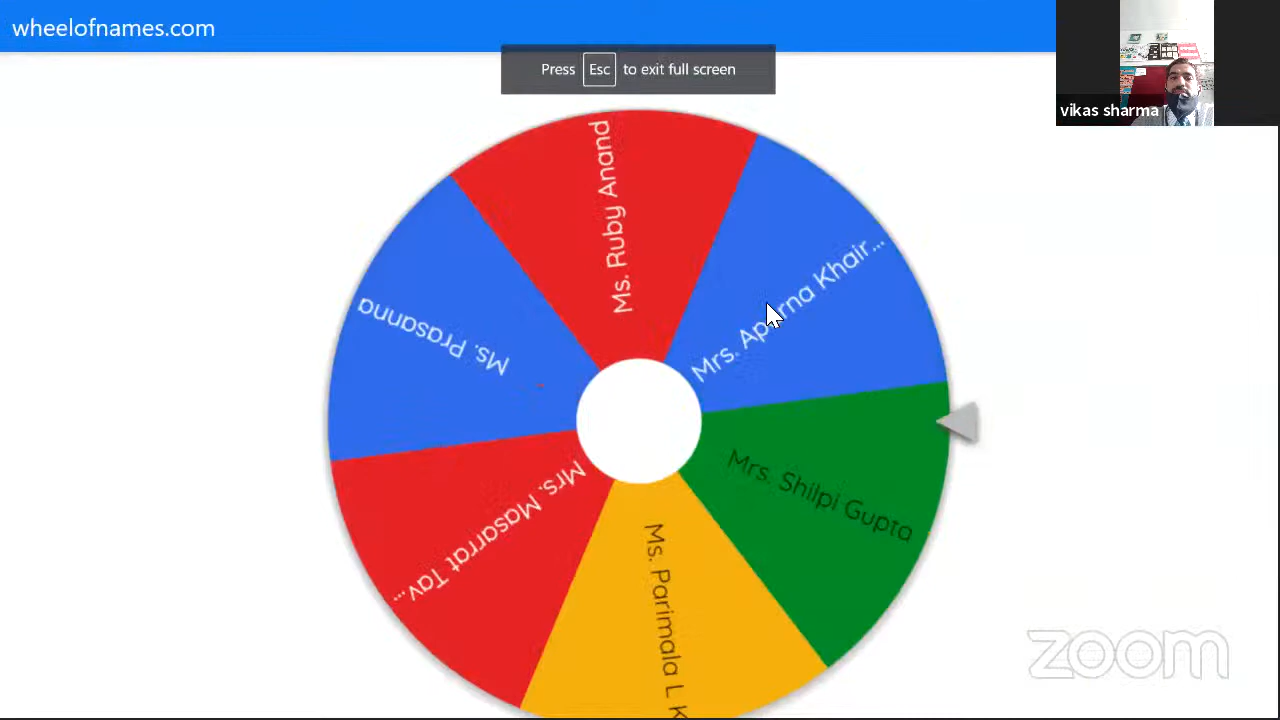 wheelofnames.com
Press Esc to exit full screen
vikas sharma
Ms. Ruby Anand
Mrs. Aparna Khair...
Ms. Prasanna
Mrs. Shilpi Gupta
Mrs. Masarrat Tav...
Ms. Parimala L K
zoom